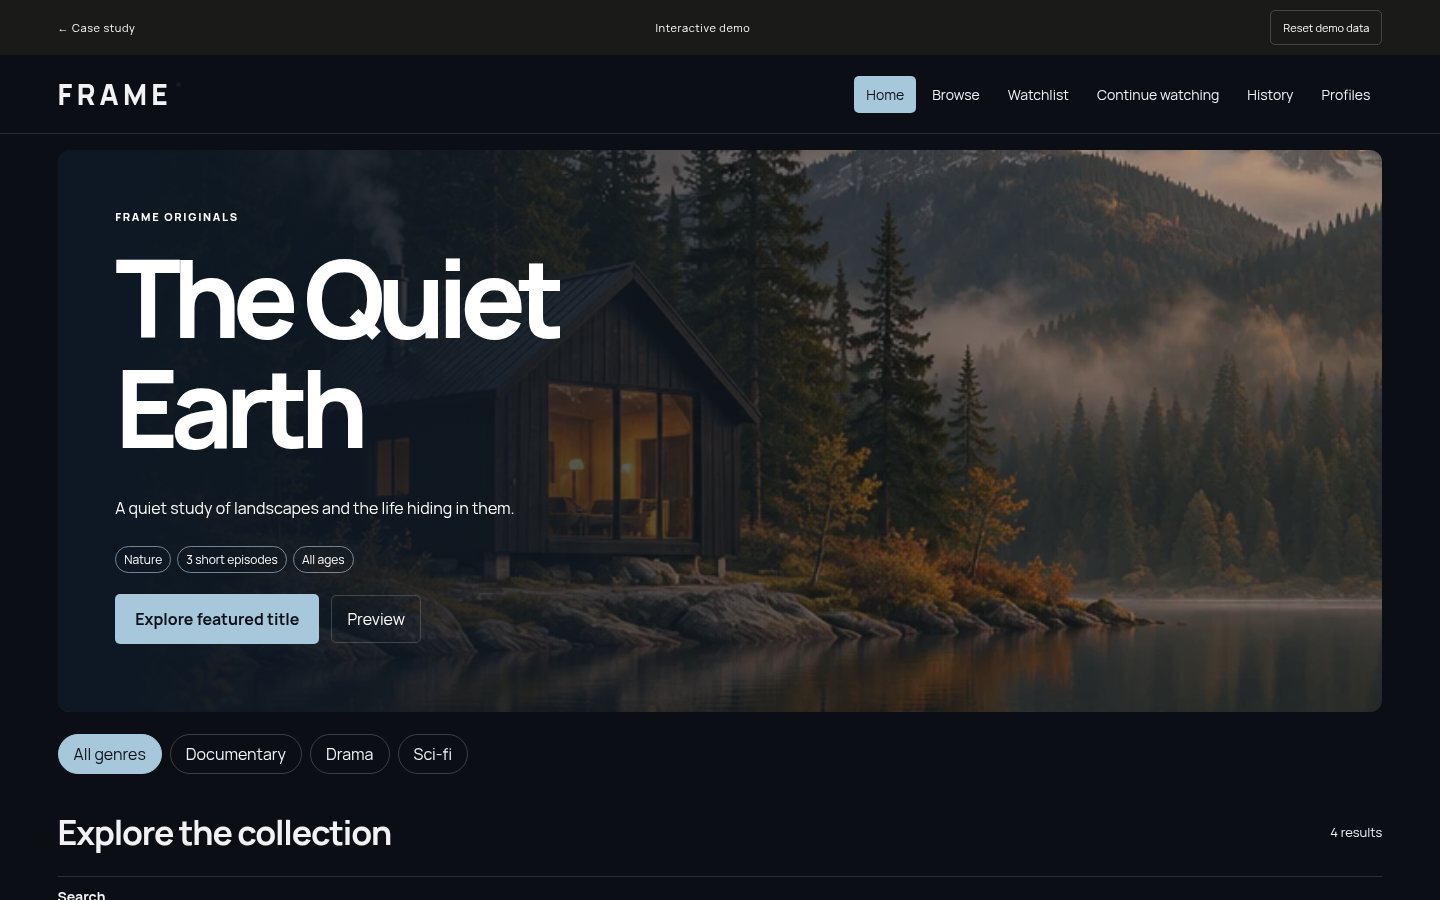 ← Case study
Interactive demo
Reset demo data
FRAME
Home
Browse
Watchlist
Continue watching
History
Profiles
FRAME ORIGINALS
The Quiet
Earth
A quiet study of landscapes and the life hiding in them.
Nature
3 short episodes
All ages
Explore featured title
Preview
All genres
Documentary
Drama
Sci-fi
Explore the collection
4 results
Search